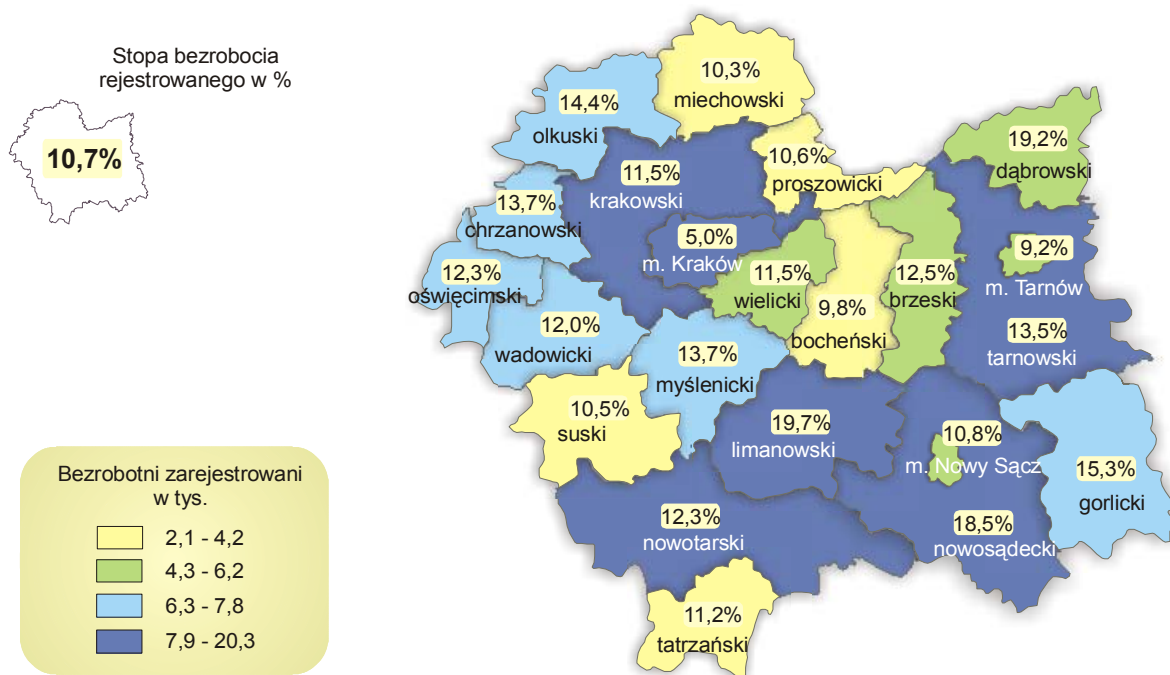 Stopa bezrobocia
rejestrowanego w %
10,7%
10,3%
miechowski
14,4%
olkuski
10,6%
proszowicki
19,2%
dąbrowski
11,5%
krakowski
13,7%
chrzanowski
5,0%
m. Kraków
9,2%
m. Tarnów
12,3%
oświęcimski
11,5%
wielicki
12,5%
brzeski
9,8%
bocheński
12,0%
wadowicki
13,5%
tarnowski
13,7%
myślenicki
10,5%
suski
19,7%
limanowski
10,8%
m. Nowy Sącz
15,3%
gorlicki
12,3%
nowotarski
18,5%
nowosądecki
11,2%
tatrzański
Bezrobotni zarejestrowani
w tys.
2,1 - 4,2
4,3 - 6,2
6,3 - 7,8
7,9 - 20,3